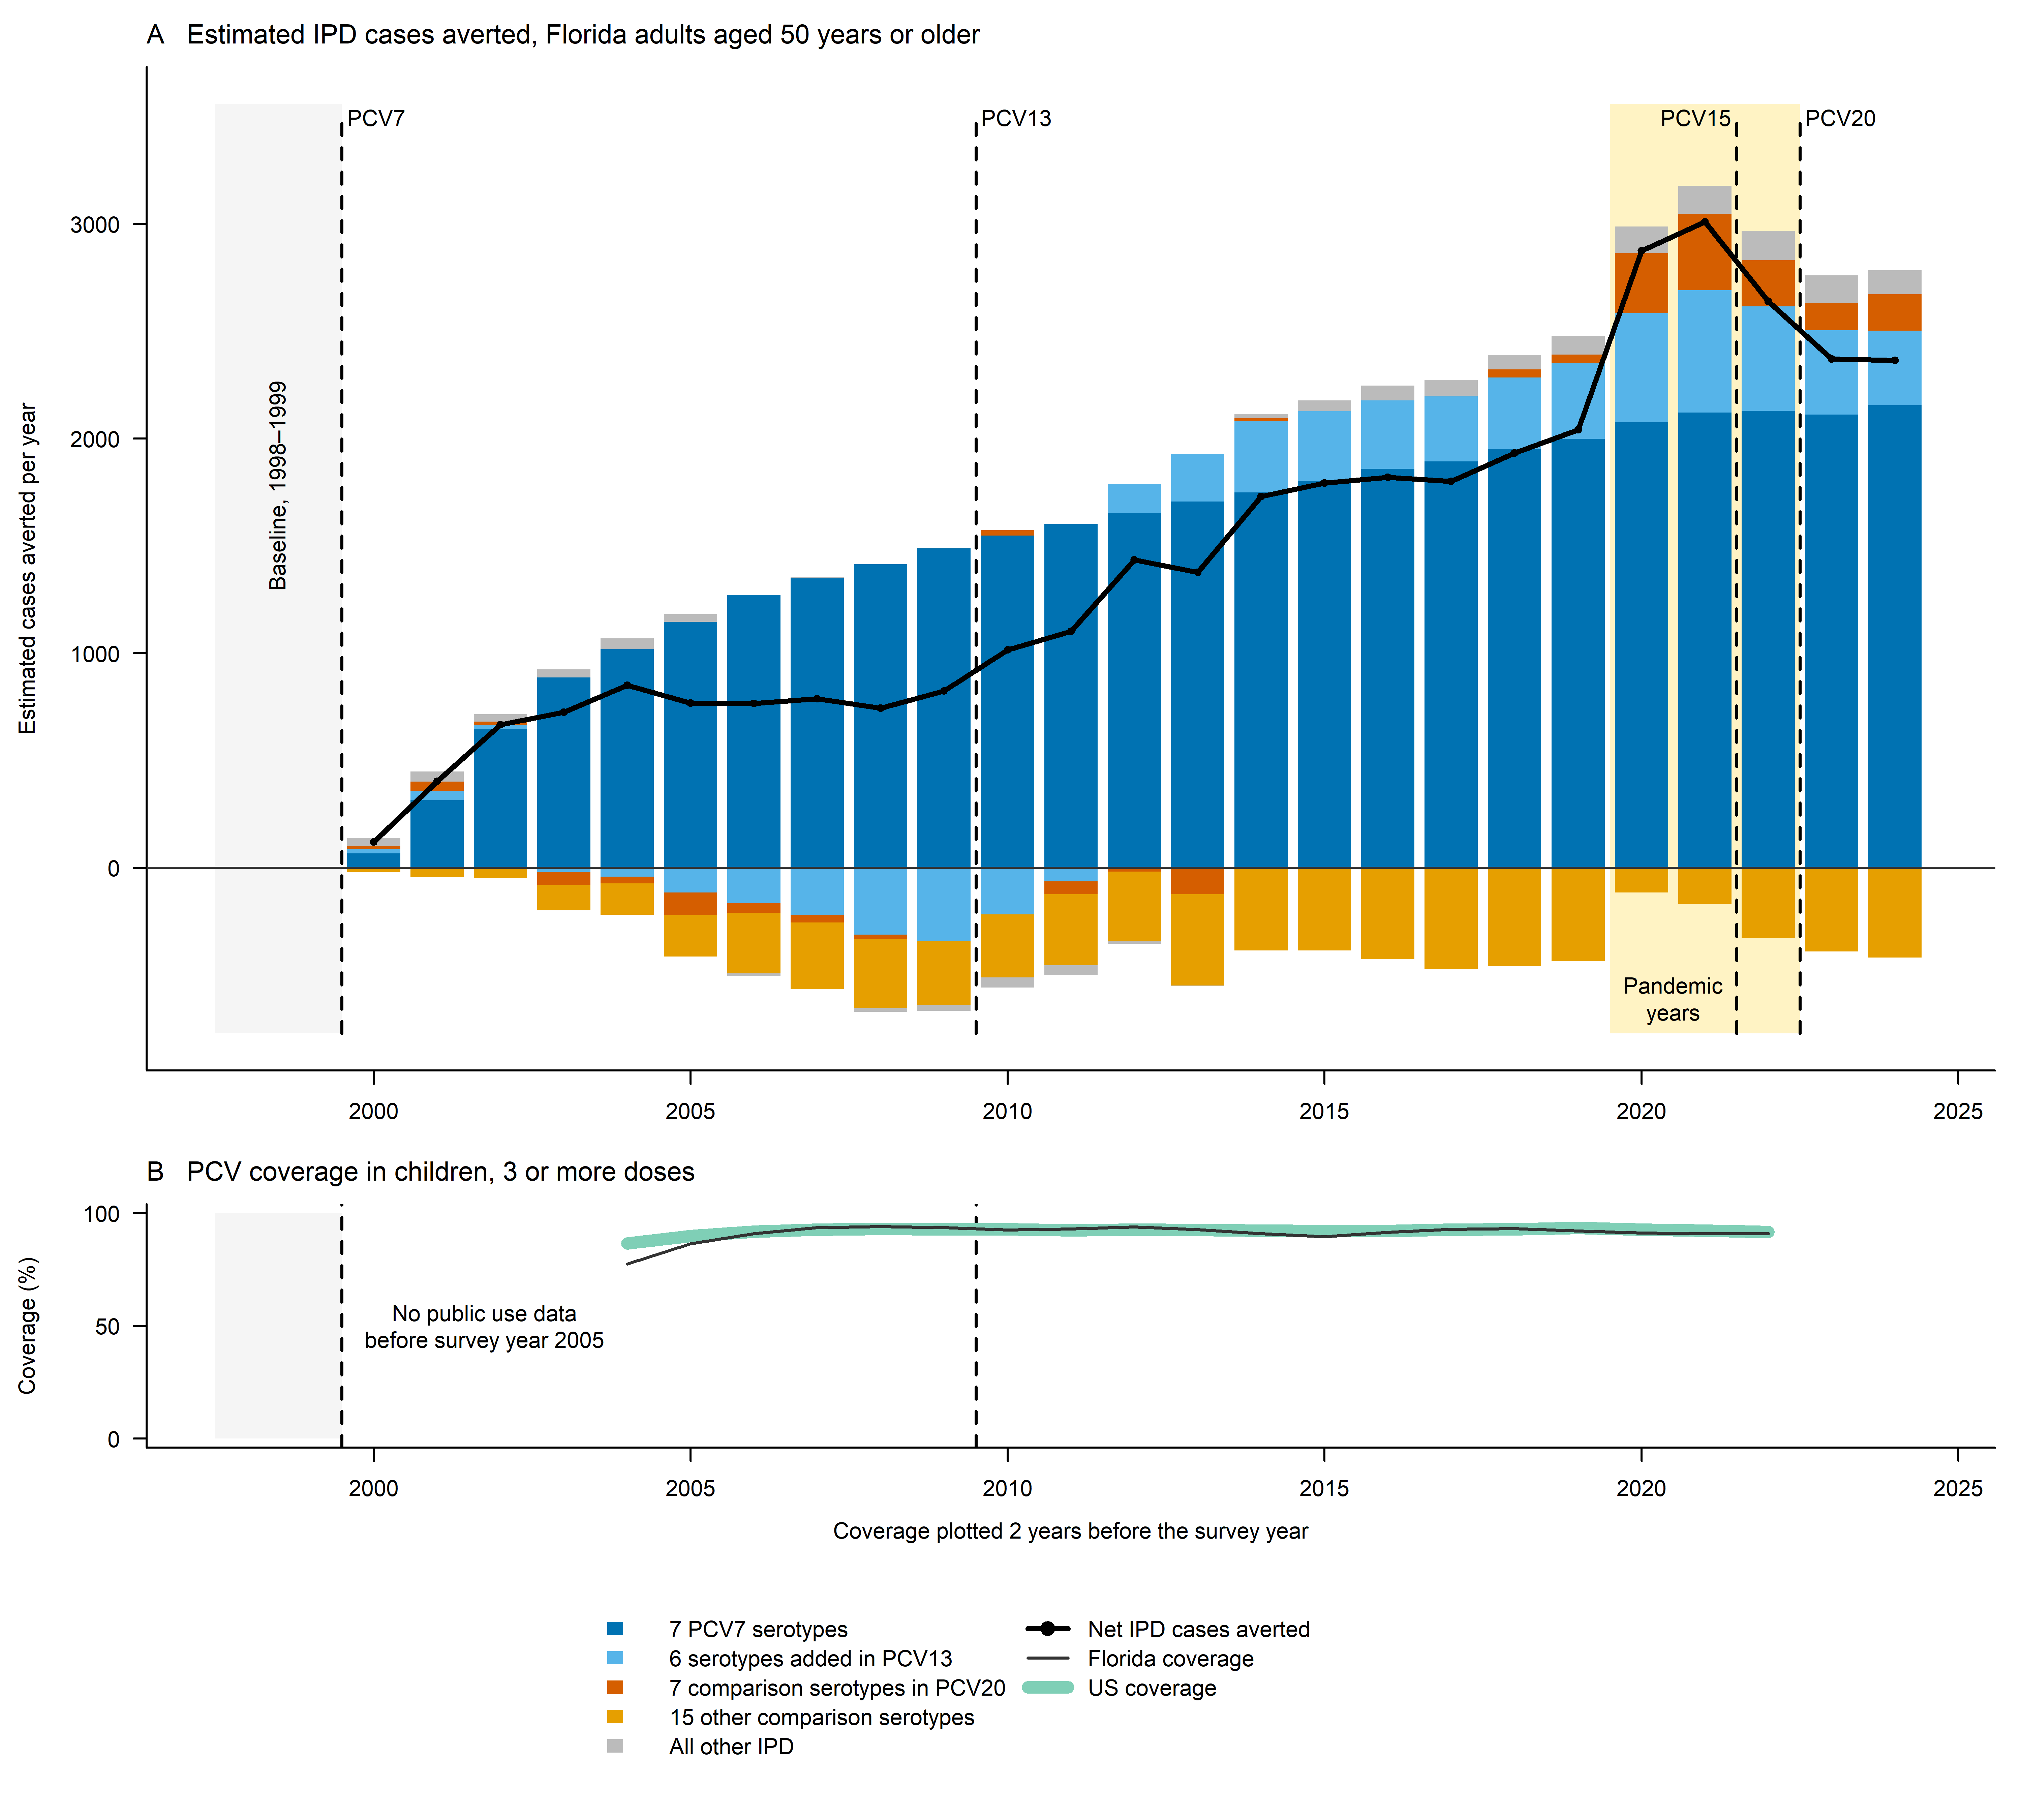 A Estimated IPD cases averted, Florida adults aged 50 years or older
PCV7
PCV13
PCV15
PCV20
Estimated cases averted per year
3000
2000
1000
0
Baseline, 1998–1999
Pandemic
years
2000
2005
2010
2015
2020
2025
B PCV coverage in children, 3 or more doses
Coverage (%)
100
50
0
No public use data
before survey year 2005
2000
2005
2010
2015
2020
2025
Coverage plotted 2 years before the survey year
7 PCV7 serotypes
6 serotypes added in PCV13
7 comparison serotypes in PCV20
15 other comparison serotypes
All other IPD
Net IPD cases averted
Florida coverage
US coverage